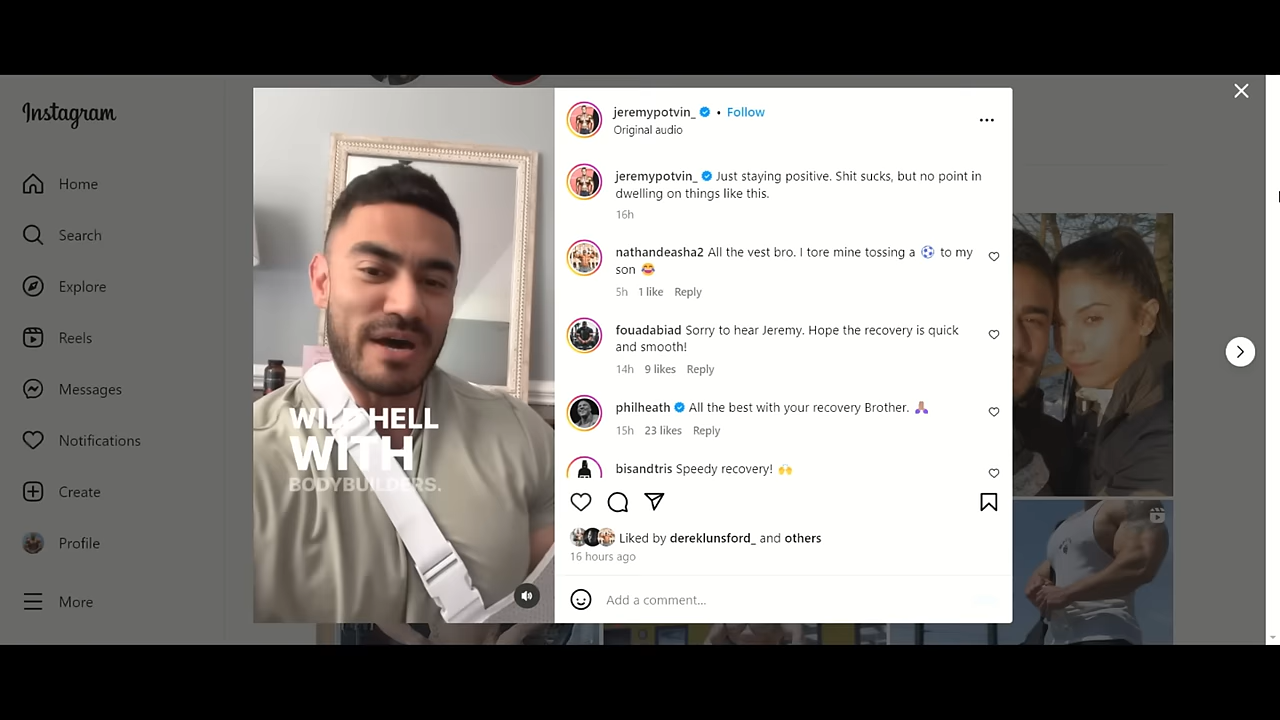 Instagram
Home
Search
Explore
Reels
Messages
Notifications
Create
Profile
More
WILD HELL
WITH
BODYBUILDERS.
jeremypotvin_ • Follow
Original audio
jeremypotvin_ Just staying positive. Shit sucks, but no point in
dwelling on things like this.
16h
nathandeasha2 All the vest bro. I tore mine tossing a ⚽ to my
son 😂
5h 1 like Reply
fouadabiad Sorry to hear Jeremy. Hope the recovery is quick
and smooth!
14h 9 likes Reply
philheath All the best with your recovery Brother. 🙏🏽
15h 23 likes Reply
bisandtris Speedy recovery! 🙌
Liked by dereklunsford_ and others
16 hours ago
Add a comment...